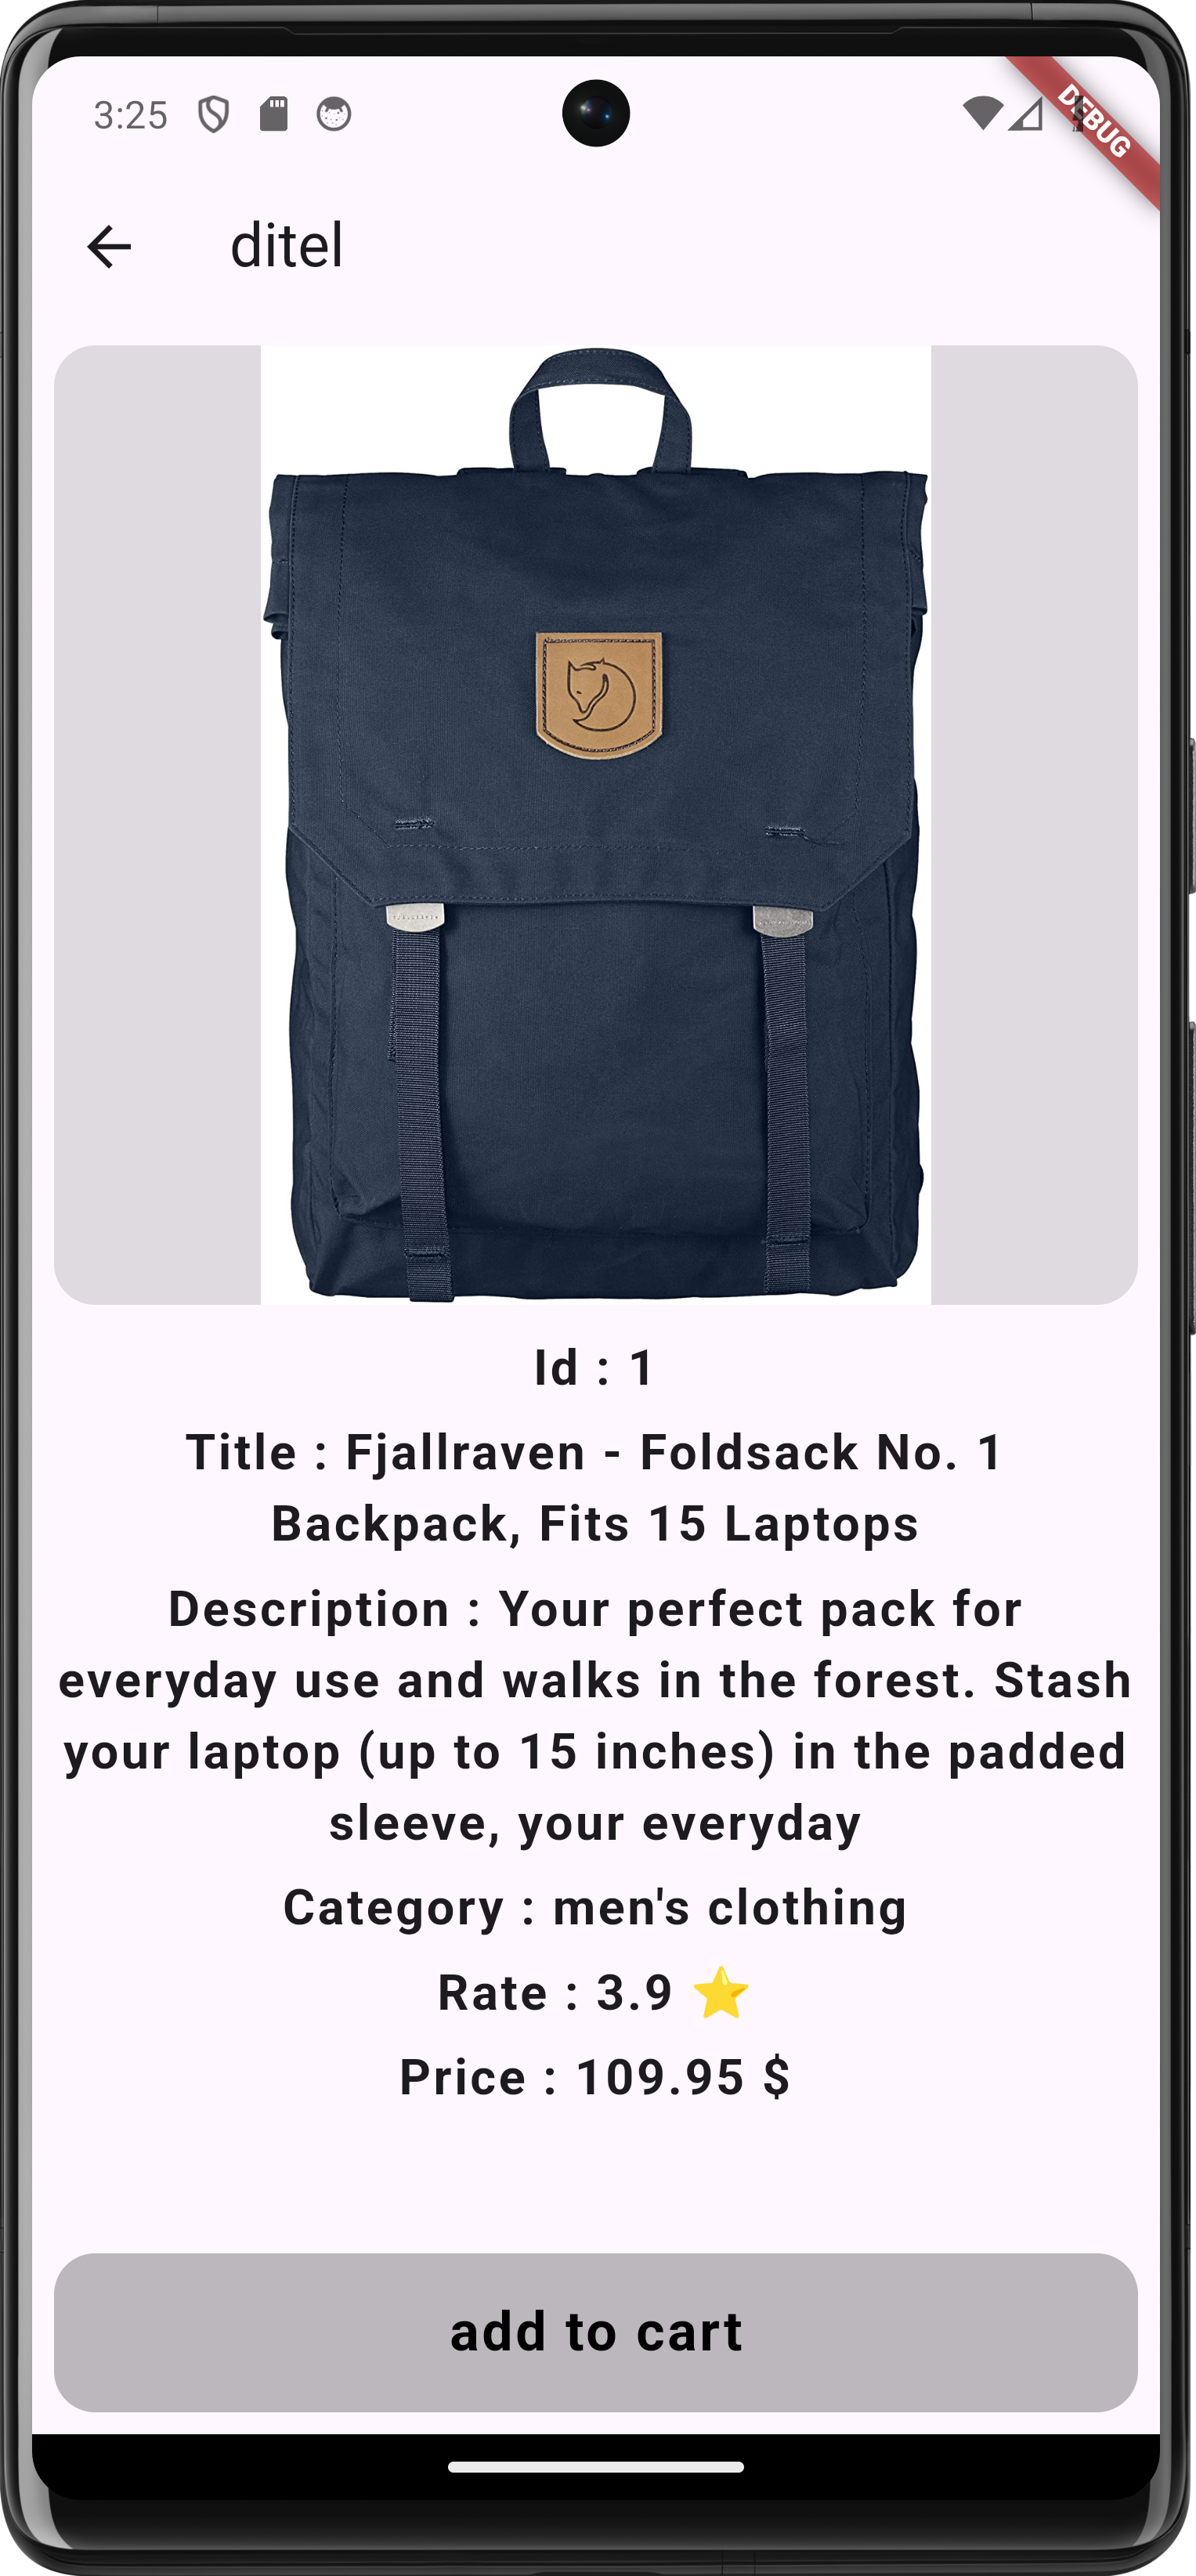 3:25
DEBUG
ditel
Id : 1
Title : Fjallraven - Foldsack No. 1
Backpack, Fits 15 Laptops
Description : Your perfect pack for
everyday use and walks in the forest. Stash
your laptop (up to 15 inches) in the padded
sleeve, your everyday
Category : men's clothing
Rate : 3.9 ⭐
Price : 109.95 $
add to cart